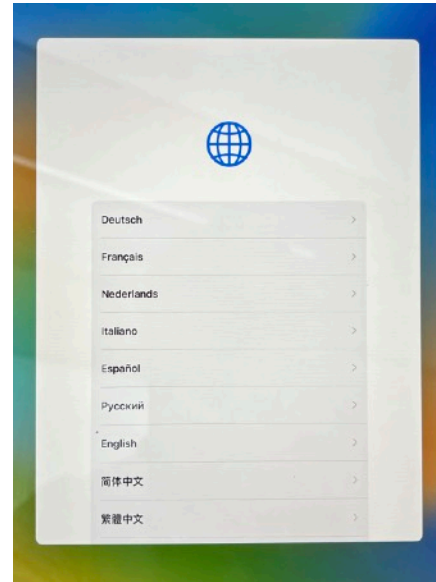 Deutsch
Français
Nederlands
Italiano
Español
Русский
English
简体中文
繁體中文